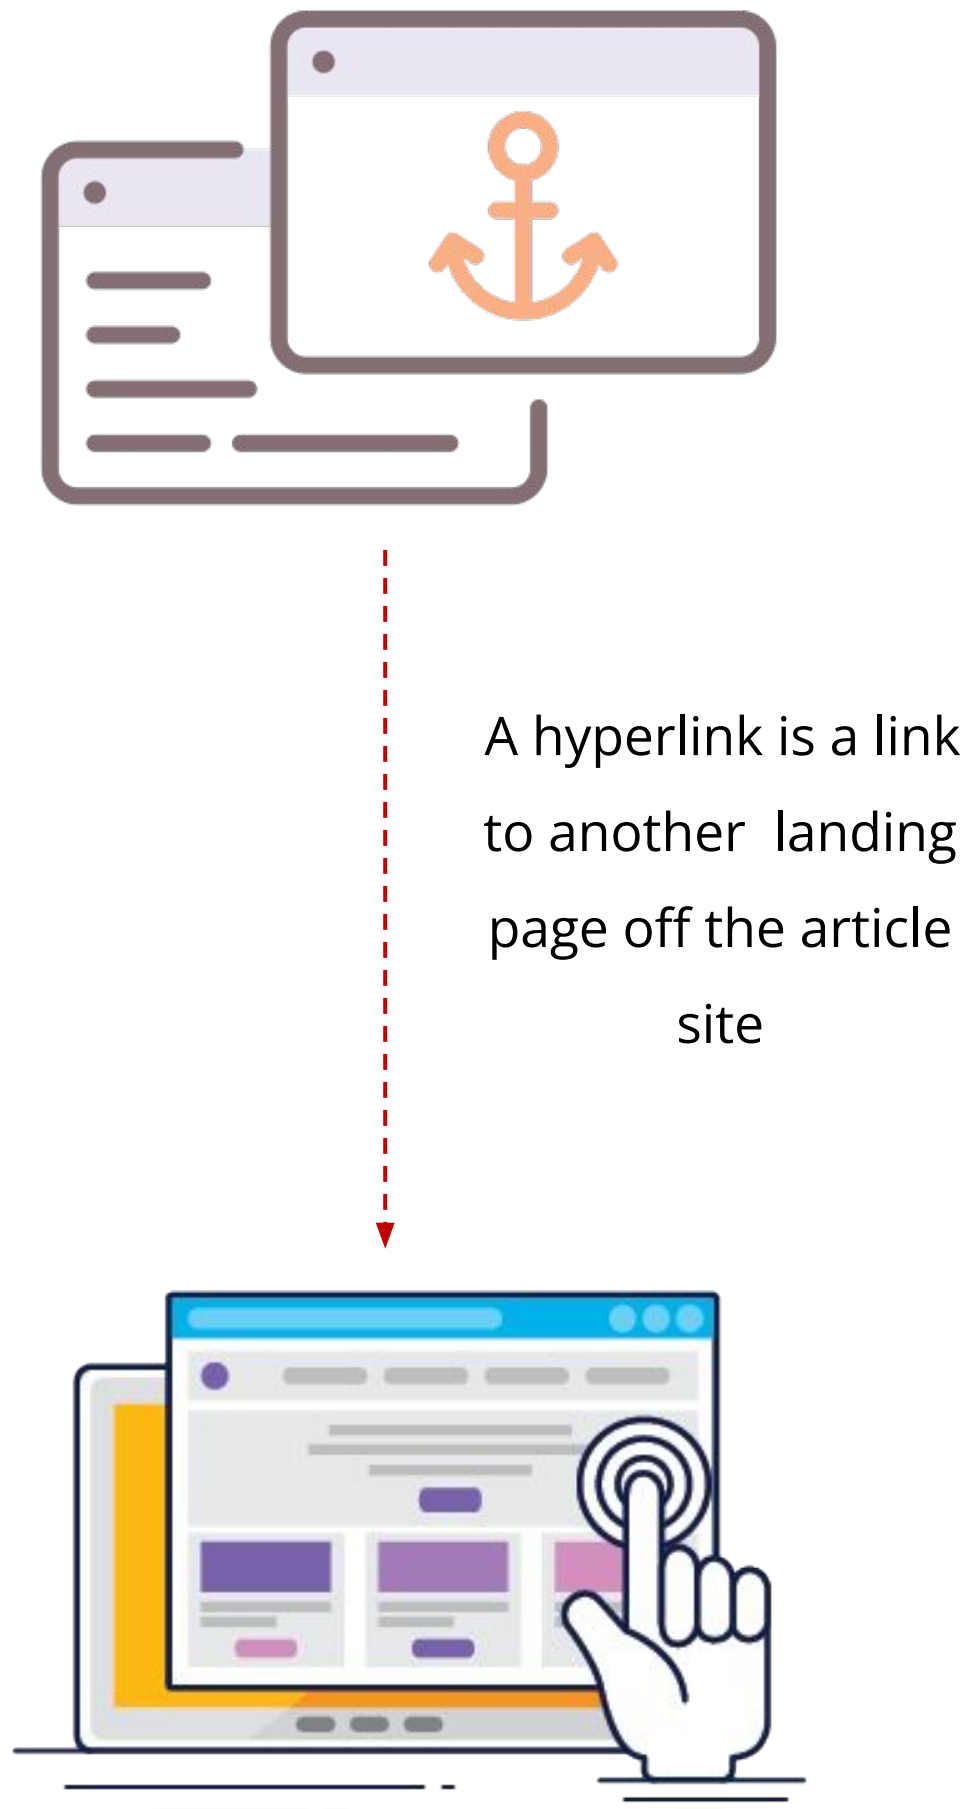 A hyperlink is a link
to another  landing
page off the article
site